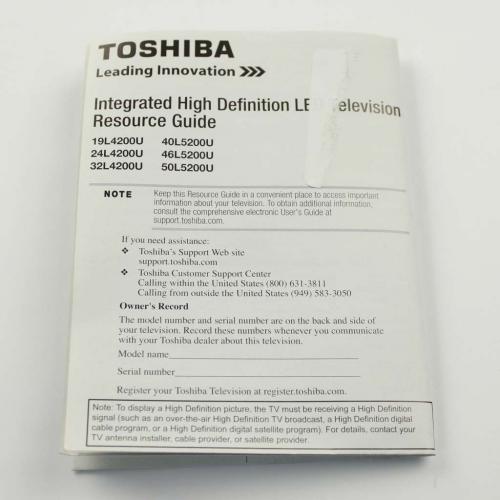 TOSHIBA
Leading Innovation >>>
Integrated High Definition LE elevision
Resource Guide
19L4200U 40L5200U
24L4200U 46L5200U
32L4200U 50L5200U
NOTE
Keep this Resource Guide in a convenient place to access important
information about your television. To obtain additional information,
consult the comprehensive electronic User's Guide at
support.toshiba.com.
If you need assistance:
❖ Toshiba's Support Web site
support.toshiba.com
❖ Toshiba Customer Support Center
Calling within the United States (800) 631-3811
Calling from outside the United States (949) 583-3050
Owner's Record
The model number and serial number are on the back and side of
your television. Record these numbers whenever you communicate
with your Toshiba dealer about this television.
Model name
Serial number
Register your Toshiba Television at register.toshiba.com.
Note: To display a High Definition picture, the TV must be receiving a High Definition
signal (such as an over-the-air High Definition TV broadcast, a High Definition digital
cable program, or a High Definition digital satellite program). For details, contact your
TV antenna installer, cable provider, or satellite provider.